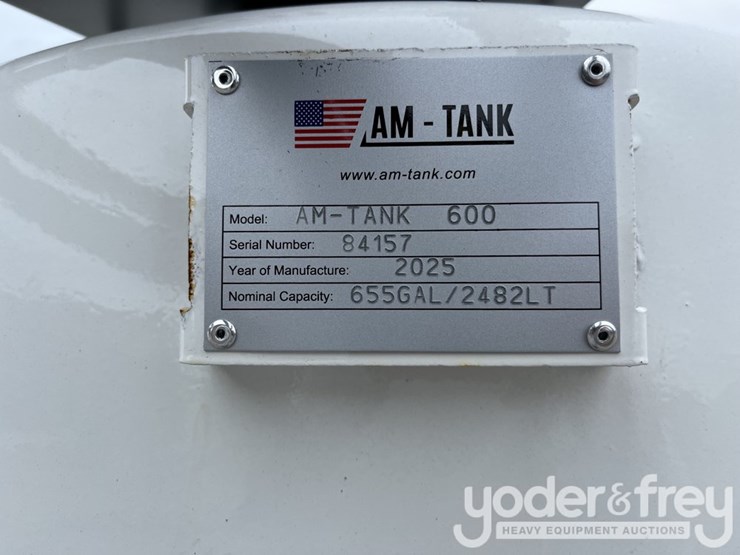 AM - TANK
www.am-tank.com
Model: AM-TANK 600
Serial Number: 84157
Year of Manufacture: 2025
Nominal Capacity: 655GAL/2482LT
yoder&frey
HEAVY EQUIPMENT AUCTIONS